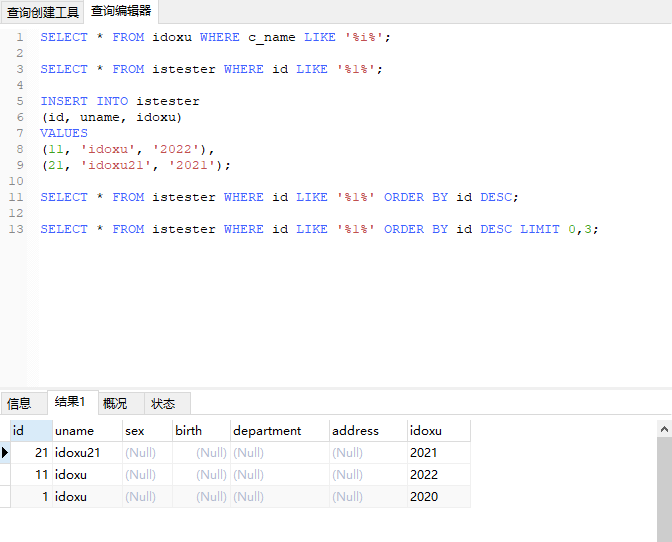 查询创建工具 查询编辑器
1 SELECT * FROM idoxu WHERE c_name LIKE '%i%';
2
3 SELECT * FROM istester WHERE id LIKE '%1%';
4
5 INSERT INTO istester
6 (id, uname, idoxu)
7 VALUES
8 (11, 'idoxu', '2022'),
9 (21, 'idoxu21', '2021');
10
11 SELECT * FROM istester WHERE id LIKE '%1%' ORDER BY id DESC;
12
13 SELECT * FROM istester WHERE id LIKE '%1%' ORDER BY id DESC LIMIT 0,3;
信息 结果1 概况 状态
id uname sex birth department address idoxu
21 idoxu21 (Null) (Null) (Null) (Null) 2021
11 idoxu (Null) (Null) (Null) (Null) 2022
1 idoxu (Null) (Null) (Null) (Null) 2020